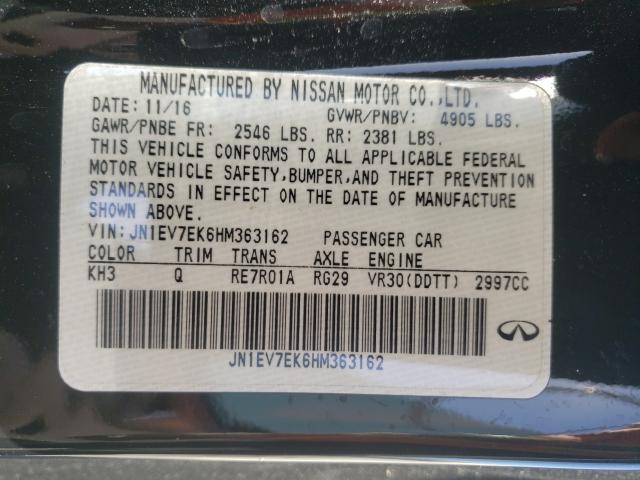 MANUFACTURED BY NISSAN MOTOR CO.,LTD.
DATE: 11/16 GVWR/PNBV: 4905 LBS.
GAWR/PNBE FR: 2546 LBS. RR: 2381 LBS.
THIS VEHICLE CONFORMS TO ALL APPLICABLE FEDERAL
MOTOR VEHICLE SAFETY,BUMPER,AND THEFT PREVENTION
STANDARDS IN EFFECT ON THE DATE OF MANUFACTURE
SHOWN ABOVE.
VIN:JN1EV7EK6HM363162 PASSENGER CAR
COLOR TRIM TRANS AXLE ENGINE
KH3 Q RE7R01A RG29 VR30(DDTT) 2997CC
JN1EV7EK6HM363162